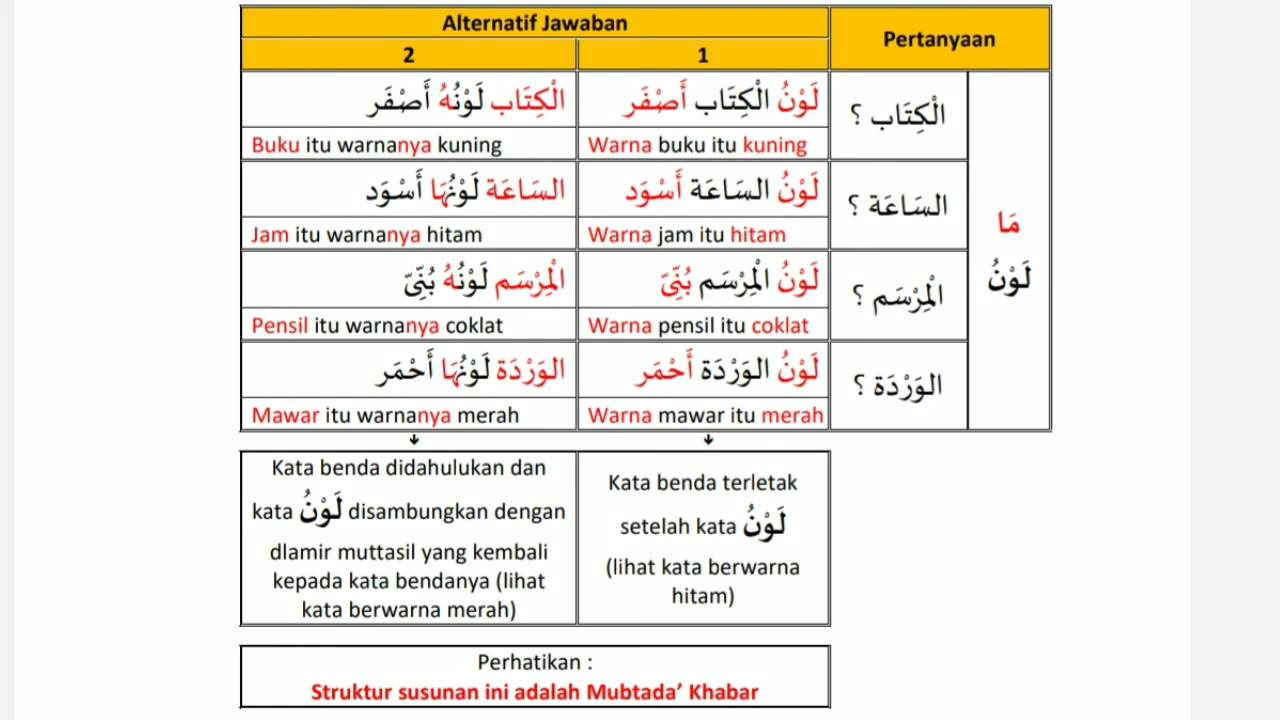 Alternatif Jawaban
Pertanyaan
2
1
الْكِتَاب لَوْنُهُ أَصْفَر
لَوْنُ الْكِتَاب أَصْفَر
الْكِتَاب ؟
مَا
لَوْنُ
Buku itu warnanya kuning
Warna buku itu kuning
السَاعَة لَوْنُهَا أَسْوَد
لَوْنُ السَاعَة أَسْوَد
السَاعَة ؟
Jam itu warnanya hitam
Warna jam itu hitam
الْمِرْسَم لَوْنُهُ بُنِّىّ
لَوْنُ الْمِرْسَم بُنِّىّ
الْمِرْسَم ؟
Pensil itu warnanya coklat
Warna pensil itu coklat
الوَرْدَة لَوْنُهَا أَحْمَر
لَوْنُ الوَرْدَة أَحْمَر
الوَرْدَة ؟
Mawar itu warnanya merah
Warna mawar itu merah
Kata benda didahulukan dan
kata لَوْنُ disambungkan dengan
dlamir muttasil yang kembali
kepada kata bendanya (lihat
kata berwarna merah)
Kata benda terletak
setelah kata لَوْنُ
(lihat kata berwarna
hitam)
Perhatikan :
Struktur susunan ini adalah Mubtada’ Khabar